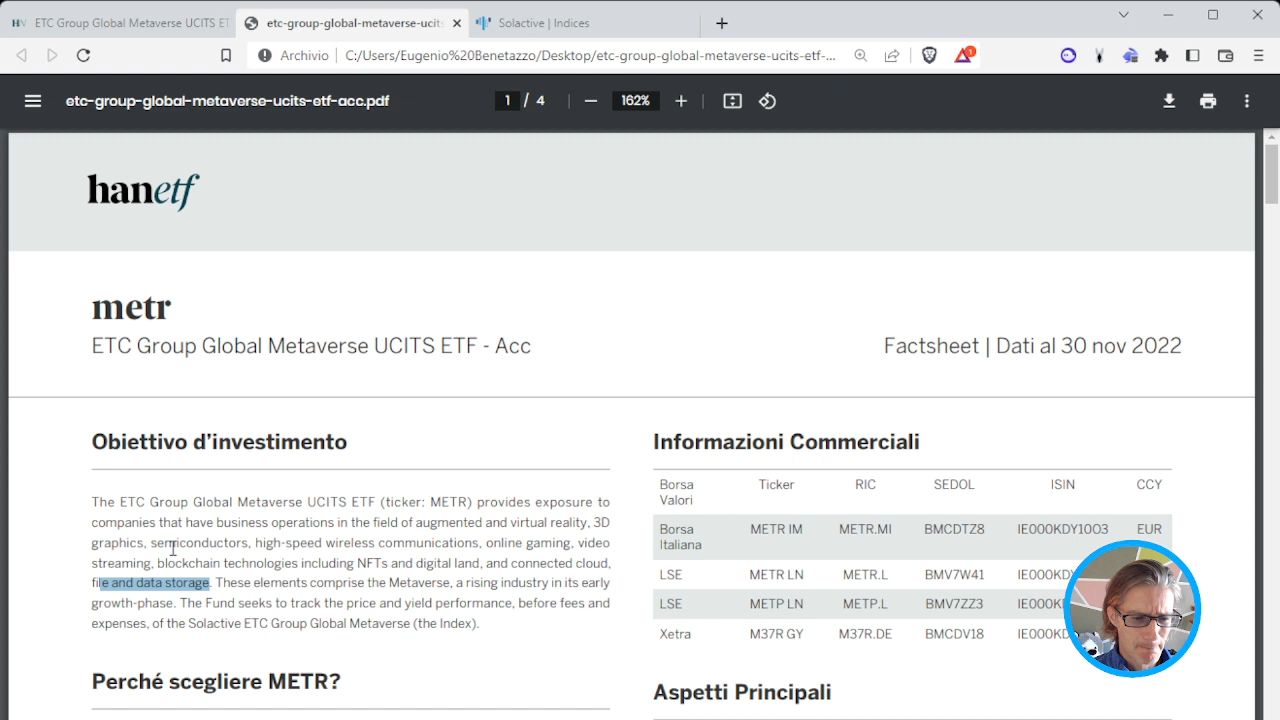 ETC Group Global Metaverse UCITS ET
etc-group-global-metaverse-ucits
Solactive | Indices
Archivio
C:/Users/Eugenio%20Benetazzo/Desktop/etc-group-global-metaverse-ucits-etf-...
1
etc-group-global-metaverse-ucits-etf-acc.pdf
1 / 4
162%
hanetf
metr
ETC Group Global Metaverse UCITS ETF - Acc
Factsheet | Dati al 30 nov 2022
Obiettivo d'investimento
The ETC Group Global Metaverse UCITS ETF (ticker: METR) provides exposure to
companies that have business operations in the field of augmented and virtual reality, 3D
graphics, semiconductors, high-speed wireless communications, online gaming, video
streaming, blockchain technologies including NFTs and digital land, and connected cloud,
file and data storage. These elements comprise the Metaverse, a rising industry in its early
growth-phase. The Fund seeks to track the price and yield performance, before fees and
expenses, of the Solactive ETC Group Global Metaverse (the Index).
Perché scegliere METR?
Informazioni Commerciali
Borsa Valori Ticker RIC SEDOL ISIN CCY
Borsa Italiana METR IM METR.MI BMCDTZ8 IE000KDY10O3 EUR
LSE METR LN METR.L BMV7W41 IE000KD
LSE METP LN METP.L BMV7ZZ3 IE000K
Xetra M37R GY M37R.DE BMCDV18 IE000KD
Aspetti Principali